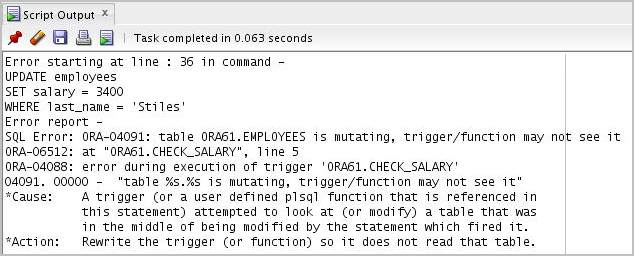 Script Output x
Task completed in 0.063 seconds
Error starting at line : 36 in command -
UPDATE employees
SET salary = 3400
WHERE last_name = 'Stiles'
Error report -
SQL Error: ORA-04091: table ORA61.EMPLOYEES is mutating, trigger/function may not see it
ORA-06512: at "ORA61.CHECK_SALARY", line 5
ORA-04088: error during execution of trigger 'ORA61.CHECK_SALARY'
04091. 00000 -  "table %s.%s is mutating, trigger/function may not see it"
*Cause:    A trigger (or a user defined plsql function that is referenced in
this statement) attempted to look at (or modify) a table that was
in the middle of being modified by the statement which fired it.
*Action:   Rewrite the trigger (or function) so it does not read that table.